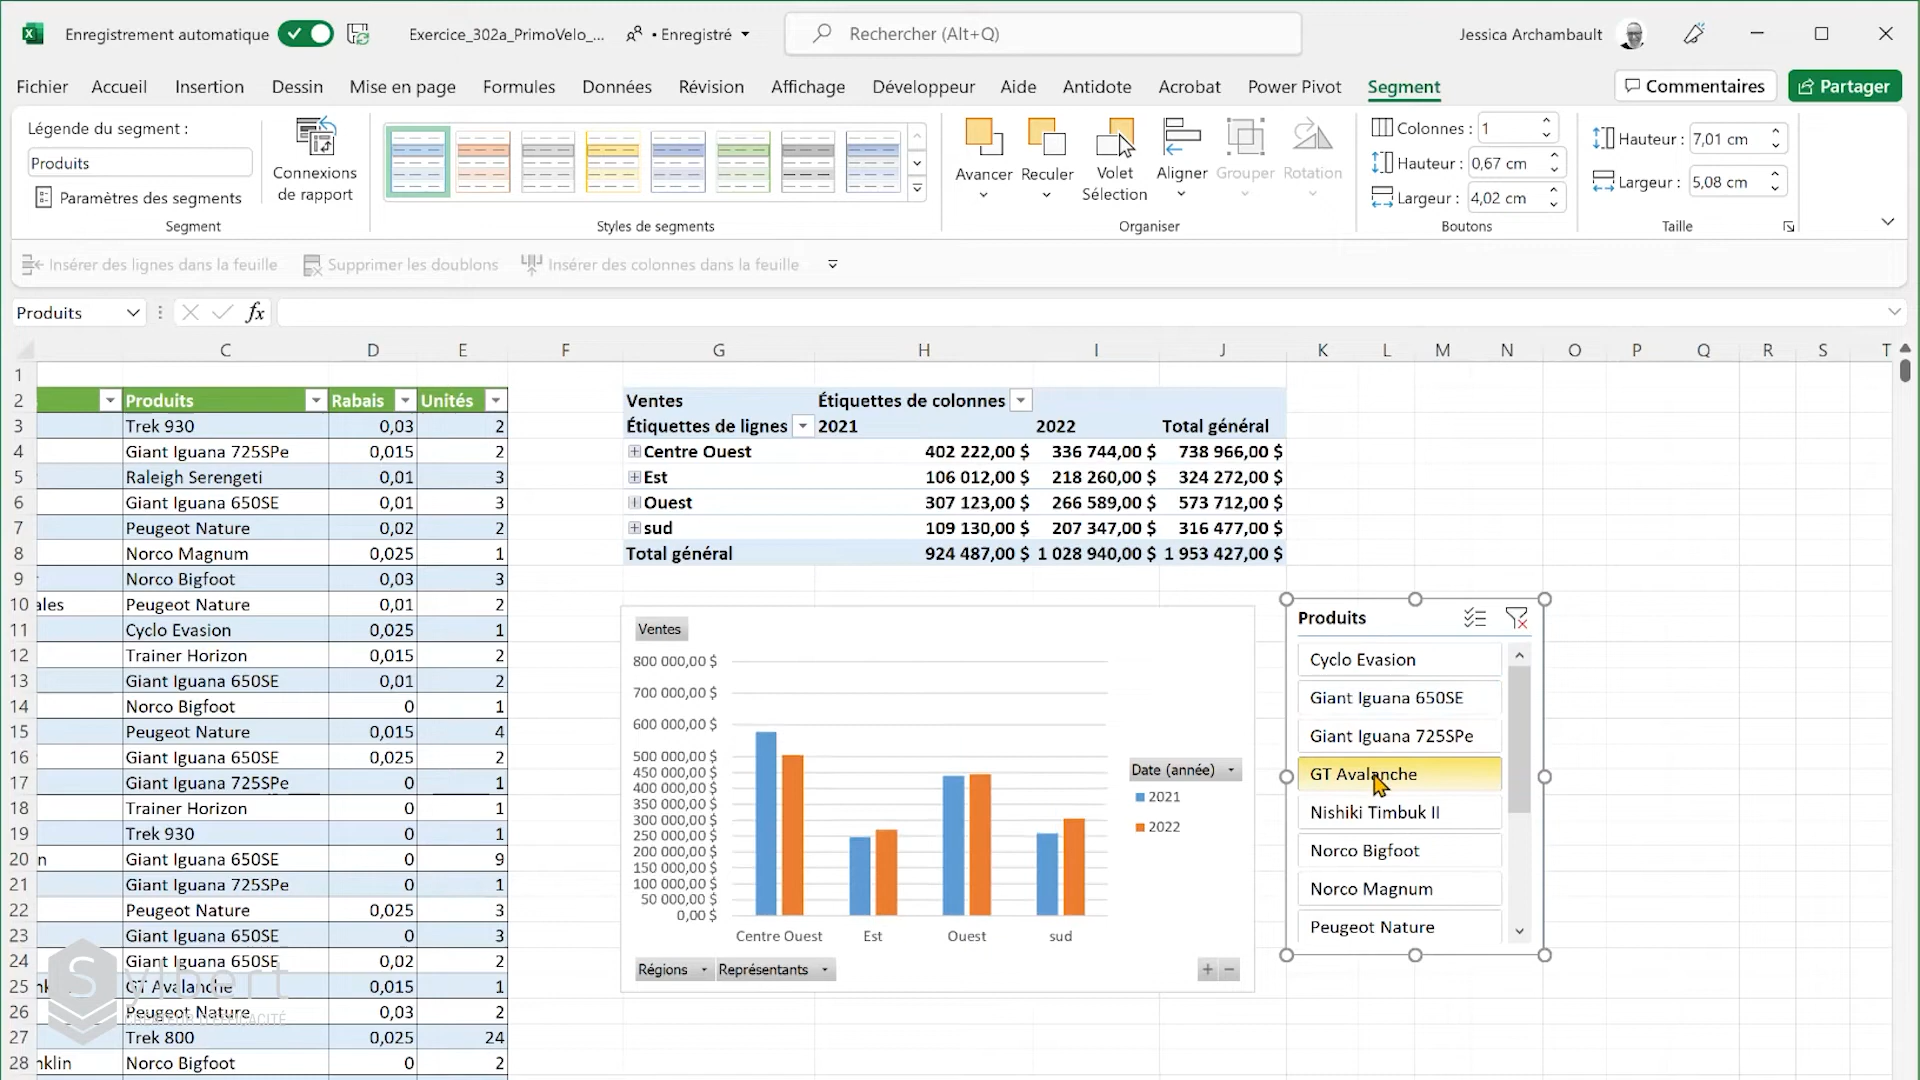 Enregistrement automatique
Exercice_302a_PrimoVelo_...
• Enregistré
Rechercher (Alt+Q)
Jessica Archambault
Fichier Accueil Insertion Dessin Mise en page Formules Données Révision Affichage Développeur Aide Acrobat Antidote Power Pivot Segment
Commentaires
Partager
Légende du segment :
Produits
Paramètres des segments
Connexions
de rapport
Segment
Styles de segments
Avancer
Reculer
Volet
Sélection
Aligner
Grouper
Rotation
Organiser
Colonnes : 1
Hauteur : 0,67 cm
Largeur : 4,02 cm
Boutons
Hauteur : 7,01 cm
Largeur : 5,08 cm
Taille
Insérer des lignes dans la feuille
Supprimer les doublons
Insérer des colonnes dans la feuille
Produits
fx
C D E F G H I J K L M N O P Q R S T
1
2 Produits Rabais Unités
3 Trek 930 0,03 2
4 Giant Iguana 725SPe 0,015 2
5 Raleigh Serengeti 0,01 3
6 Giant Iguana 650SE 0,01 3
7 Peugeot Nature 0,02 2
8 Norco Magnum 0,025 1
9 Norco Bigfoot 0,03 3
10 ales Peugeot Nature 0,01 2
11 Cyclo Evasion 0,025 1
12 Trainer Horizon 0,015 2
13 Giant Iguana 650SE 0,01 2
14 Norco Bigfoot 0 1
15 Peugeot Nature 0,015 4
16 Giant Iguana 650SE 0,025 2
17 Giant Iguana 725SPe 0 1
18 Trainer Horizon 0 1
19 Trek 930 0 1
20 n Giant Iguana 650SE 0 9
21 Giant Iguana 725SPe 0 1
22 Peugeot Nature 0,025 3
23 Giant Iguana 650SE 0 3
24 Giant Iguana 650SE 0,02 2
25 GT Avalanche 0,015 1
26 Peugeot Nature 0,03 2
27 Trek 800 0,025 24
28 nklin Norco Bigfoot 0 2
Ventes Étiquettes de colonnes
Étiquettes de lignes 2021 2022 Total général
Centre Ouest 402 222,00 $ 336 744,00 $ 738 966,00 $
Est 106 012,00 $ 218 260,00 $ 324 272,00 $
Ouest 307 123,00 $ 266 589,00 $ 573 712,00 $
sud 109 130,00 $ 207 347,00 $ 316 477,00 $
Total général 924 487,00 $ 1 028 940,00 $ 1 953 427,00 $
Ventes
800 000,00 $
700 000,00 $
600 000,00 $
500 000,00 $
450 000,00 $
400 000,00 $
350 000,00 $
300 000,00 $
250 000,00 $
200 000,00 $
150 000,00 $
100 000,00 $
50 000,00 $
0,00 $
Centre Ouest Est Ouest sud
Date (année)
2021
2022
Régions Représentants
Produits
Cyclo Evasion
Giant Iguana 650SE
Giant Iguana 725SPe
GT Avalanche
Nishiki Timbuk II
Norco Bigfoot
Norco Magnum
Peugeot Nature
Sylbert